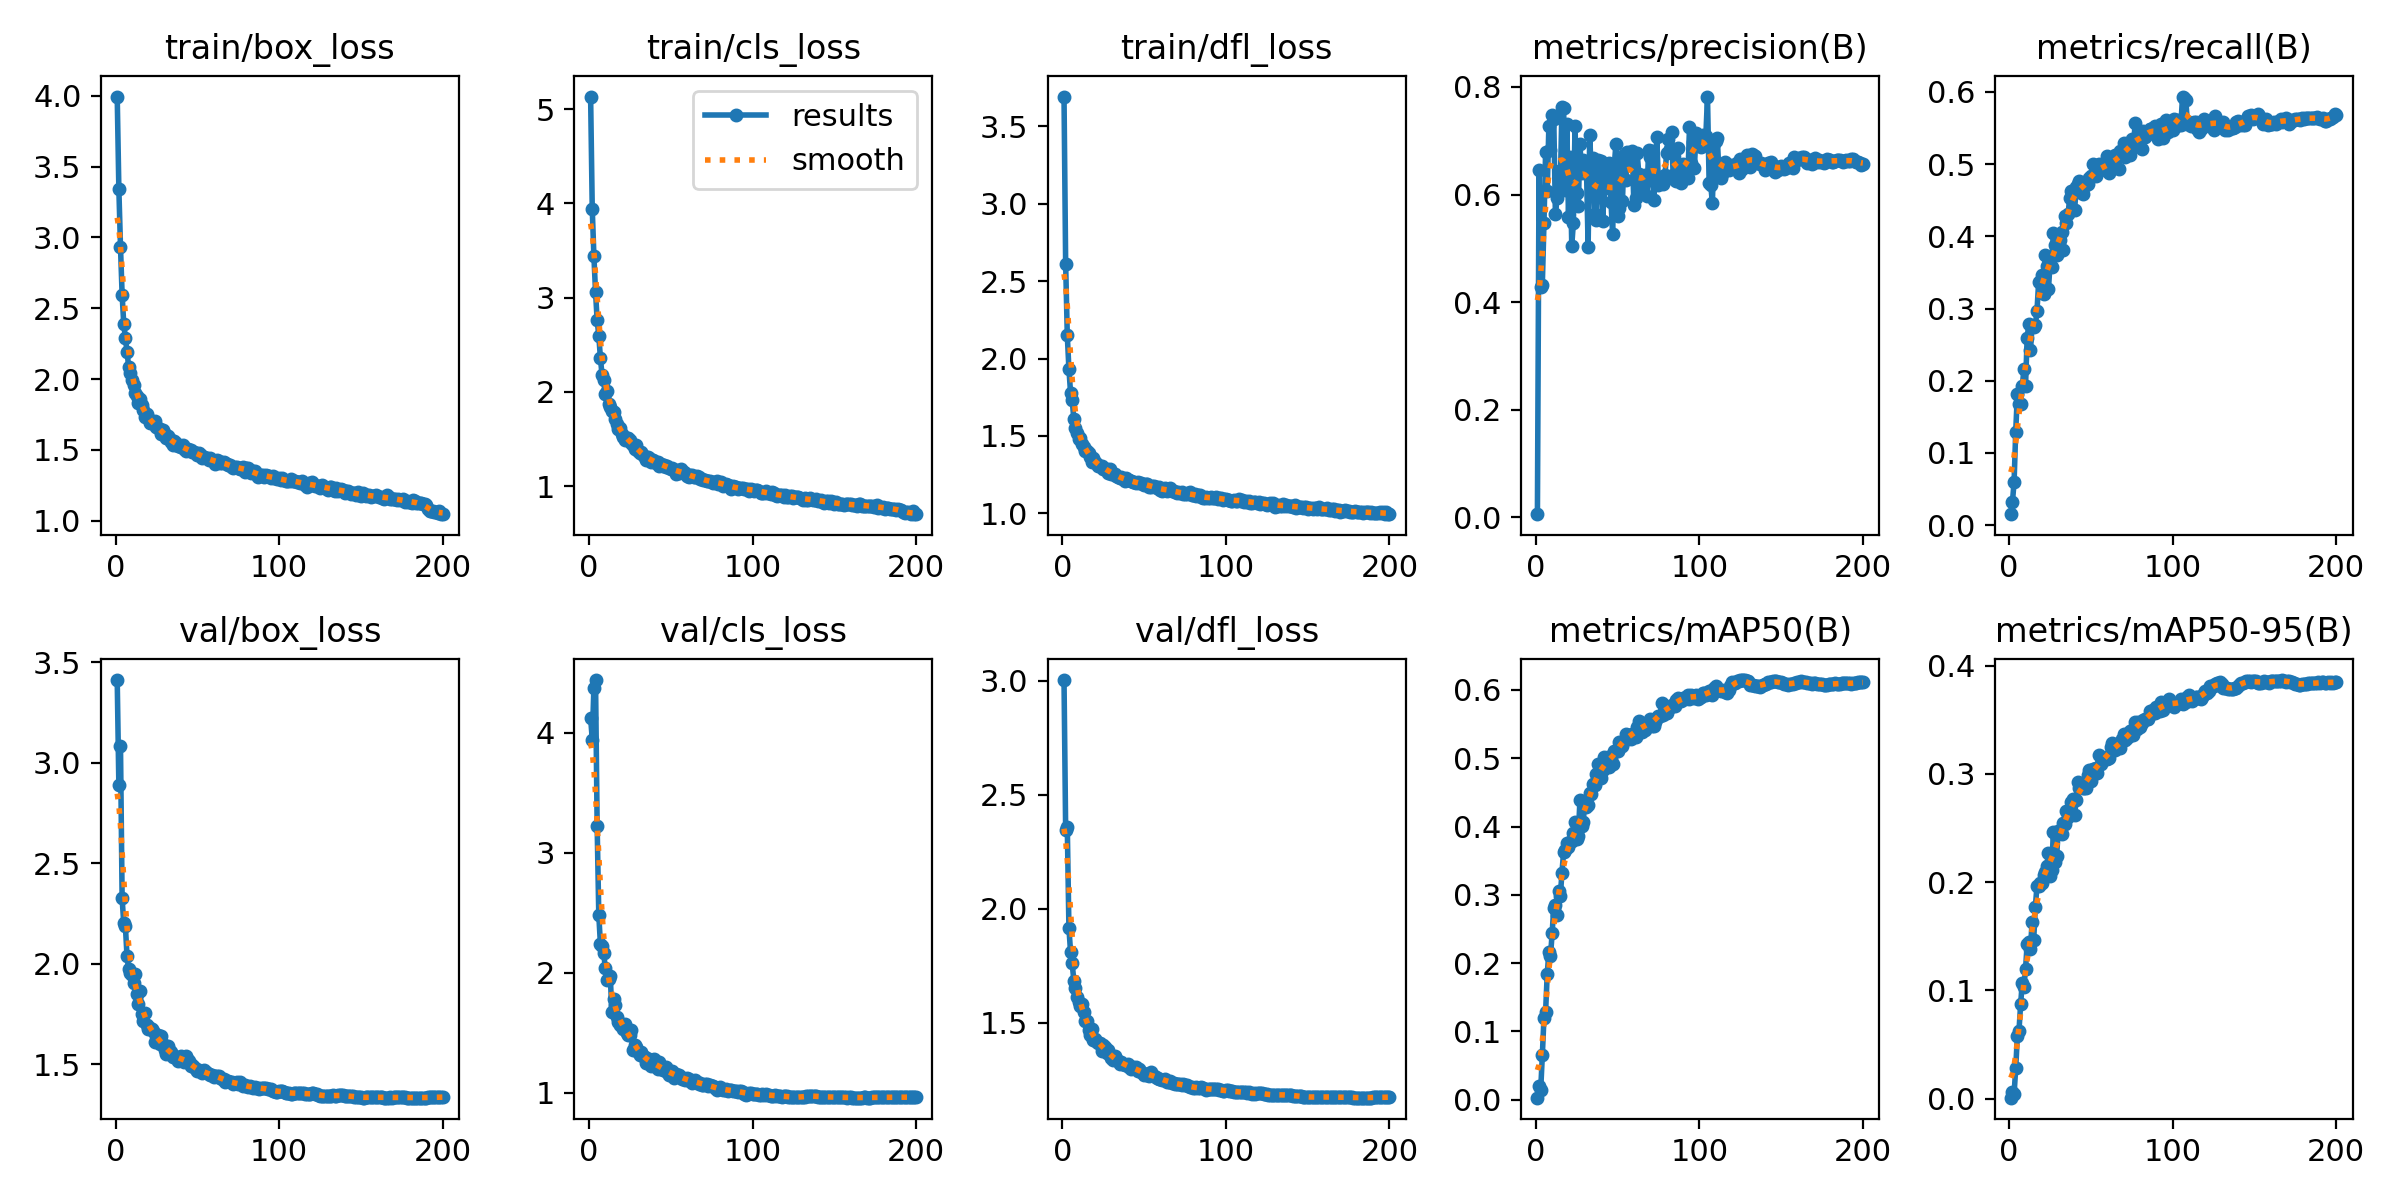 train/box_loss
4.0
3.5
3.0
2.5
2.0
1.5
1.0
0 100 200
train/cls_loss
results
smooth
5
4
3
2
1
0 100 200
train/dfl_loss
3.5
3.0
2.5
2.0
1.5
1.0
0 100 200
metrics/precision(B)
0.8
0.6
0.4
0.2
0.0
0 100 200
metrics/recall(B)
0.6
0.5
0.4
0.3
0.2
0.1
0.0
0 100 200
val/box_loss
3.5
3.0
2.5
2.0
1.5
0 100 200
val/cls_loss
4
3
2
1
0 100 200
val/dfl_loss
3.0
2.5
2.0
1.5
0 100 200
metrics/mAP50(B)
0.6
0.5
0.4
0.3
0.2
0.1
0.0
0 100 200
metrics/mAP50-95(B)
0.4
0.3
0.2
0.1
0.0
0 100 200